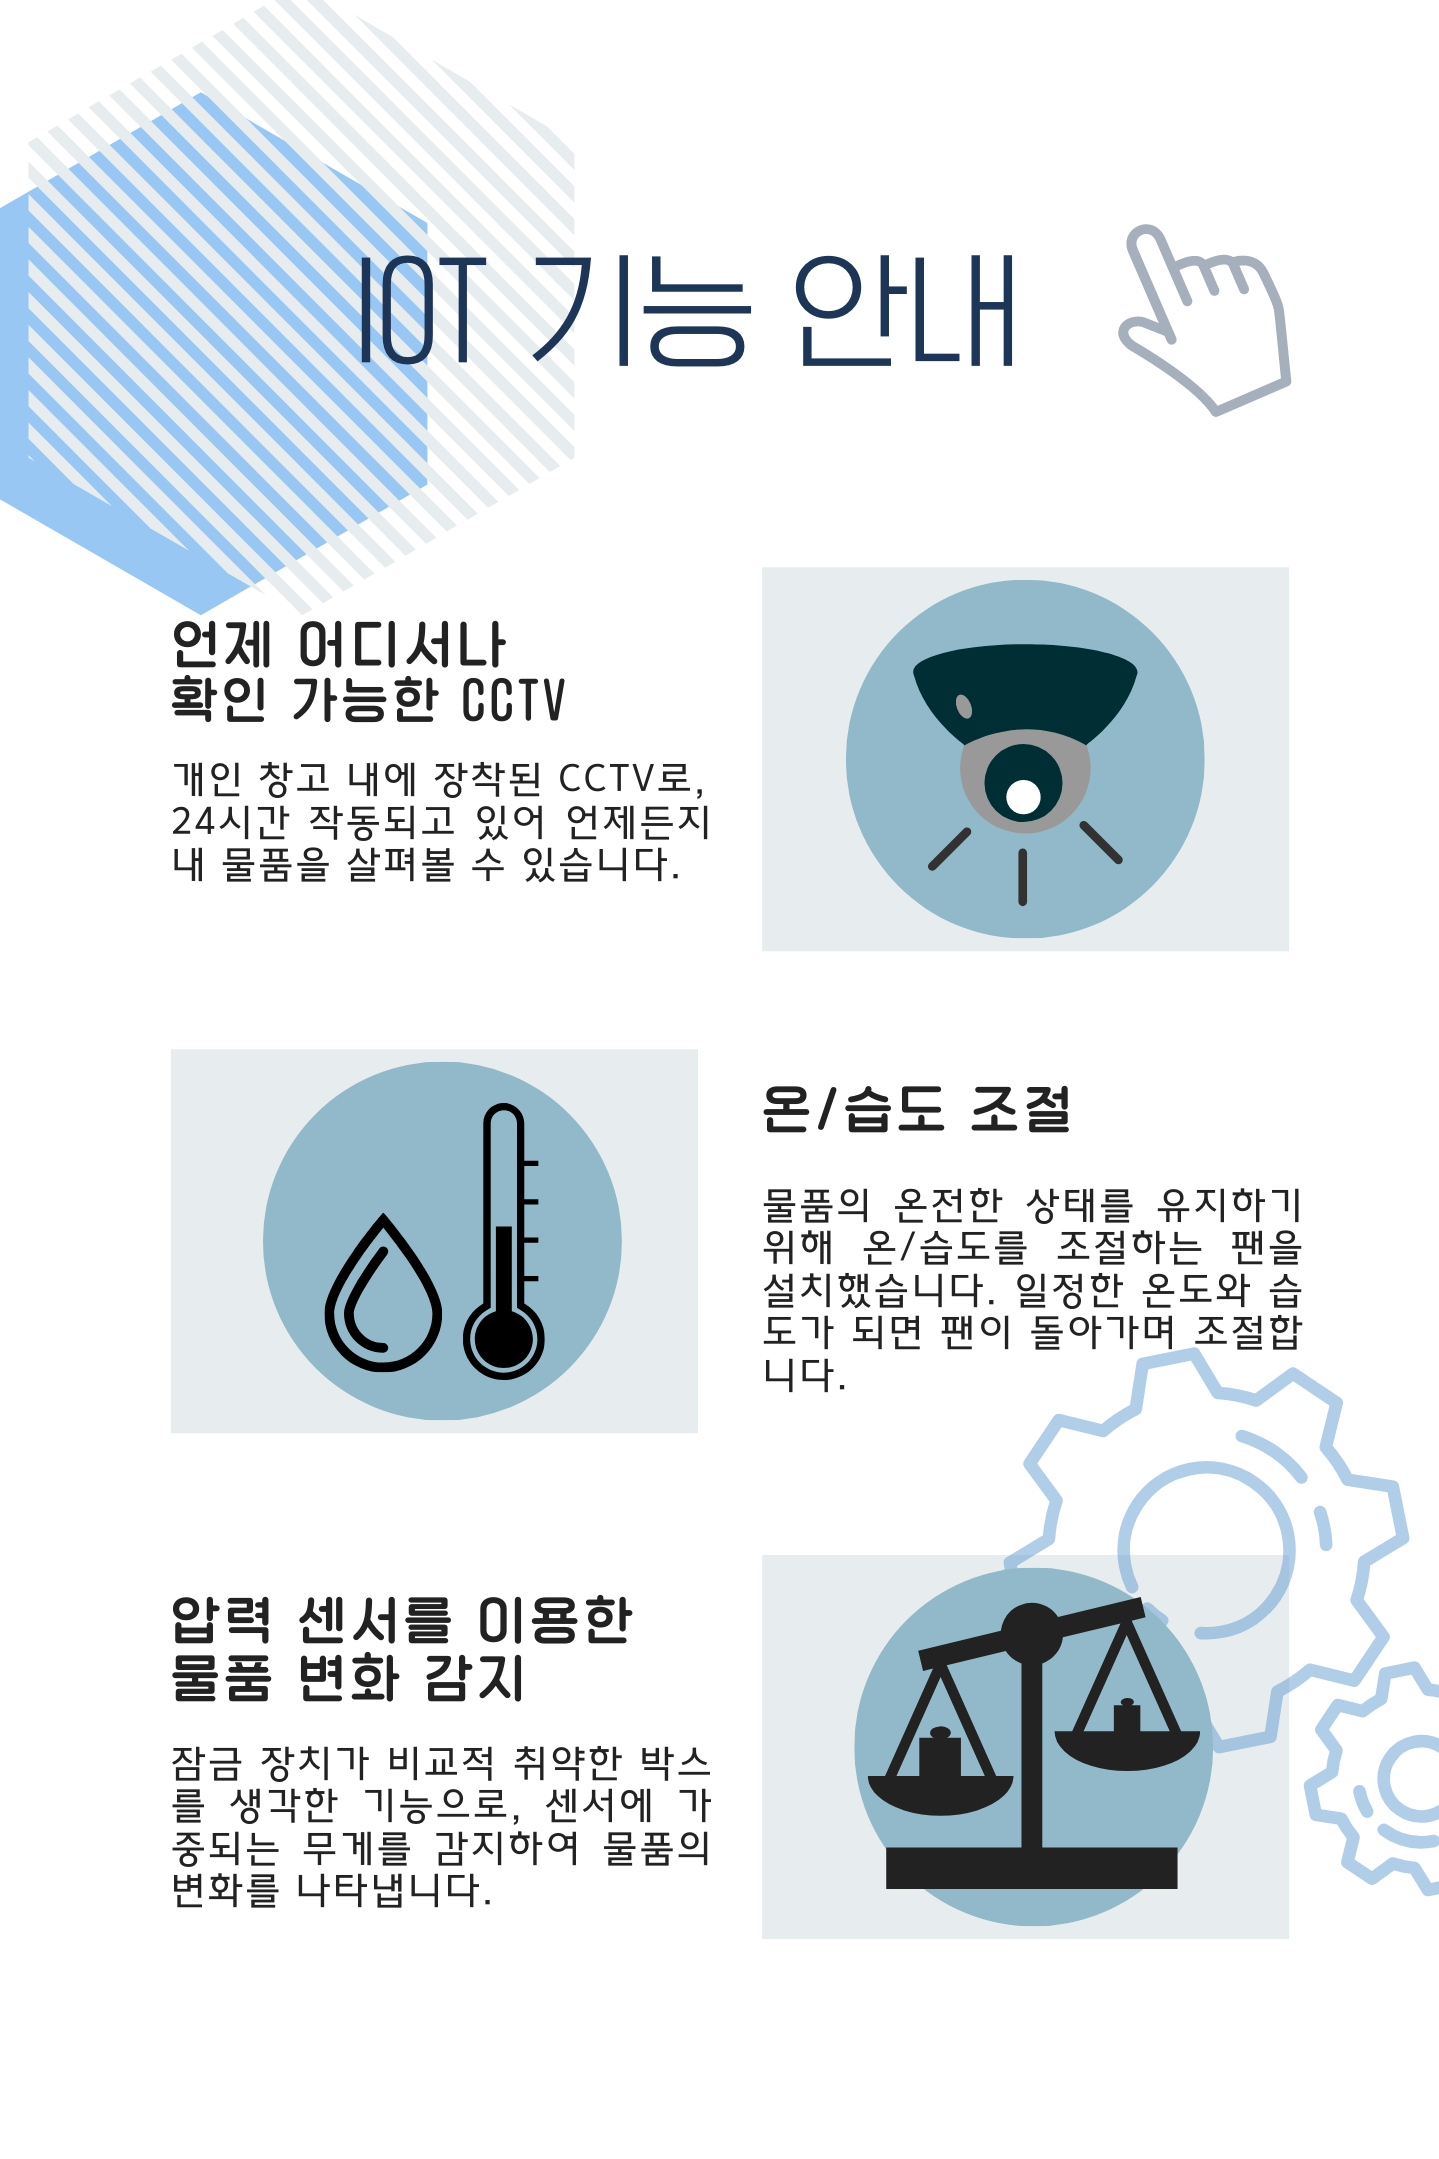 IOT 기능 안내
언제 어디서나
확인 가능한 CCTV
개인 창고 내에 장착된 CCTV로,
24시간 작동되고 있어 언제든지
내 물품을 살펴볼 수 있습니다.
온/습도 조절
물품의 온전한 상태를 유지하기
위해 온/습도를 조절하는 팬을
설치했습니다. 일정한 온도와 습
도가 되면 팬이 돌아가며 조절합
니다.
압력 센서를 이용한
물품 변화 감지
잠금 장치가 비교적 취약한 박스
를 생각한 기능으로, 센서에 가
중되는 무게를 감지하여 물품의
변화를 나타냅니다.